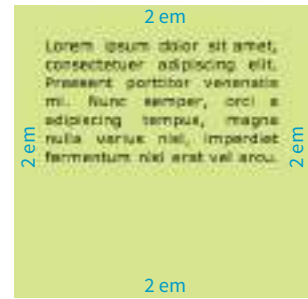 2 em
Lorem ipsum dolor sit amet,
consectetuer adipiscing elit.
Praesent porttitor venenatis
mi. Nunc semper, orci a
adipiscing tempus, magna
nulla varius nisl, imperdiet
fermentum nisl erat vel arcu.
2 em
2 em
2 em